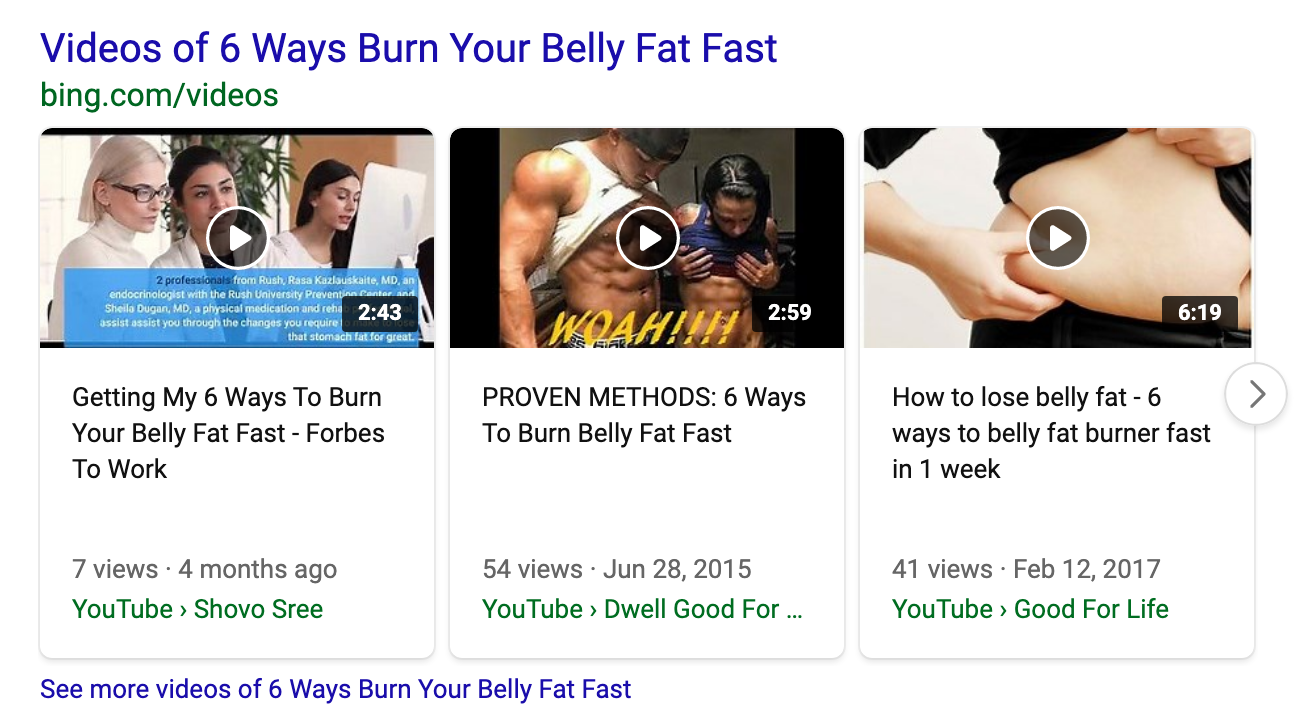 Videos of 6 Ways Burn Your Belly Fat Fast
bing.com/videos
2 professionals from Rush, Rasa Kazlauskaite, MD, an
endocrinologist with the Rush University Prevention Center, and
Sheila Dugan, MD, a physical medication and rehab
assist assist you through the changes you require to make to lose
that stomach fat for great.
2:43
WOAH!!!!
2:59
6:19
Getting My 6 Ways To Burn
Your Belly Fat Fast - Forbes
To Work
7 views · 4 months ago
YouTube › Shovo Sree
PROVEN METHODS: 6 Ways
To Burn Belly Fat Fast
54 views · Jun 28, 2015
YouTube › Dwell Good For ...
How to lose belly fat - 6
ways to belly fat burner fast
in 1 week
41 views · Feb 12, 2017
YouTube › Good For Life
See more videos of 6 Ways Burn Your Belly Fat Fast